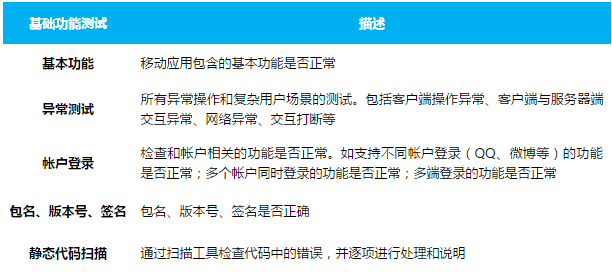 基础功能测试 描述
基本功能 移动应用包含的基本功能是否正常
异常测试 所有异常操作和复杂用户场景的测试。包括客户端操作异常、客户端与服务器端
交互异常、网络异常、交互打断等
帐户登录 检查和帐户相关的功能是否正常。如支持不同帐户登录（QQ、微博等）的功能
是否正常；多个帐户同时登录的功能是否正常；多端登录的功能是否正常
包名、版本号、签名 包名、版本号、签名是否正确
静态代码扫描 通过扫描工具检查代码中的错误，并逐项进行处理和说明